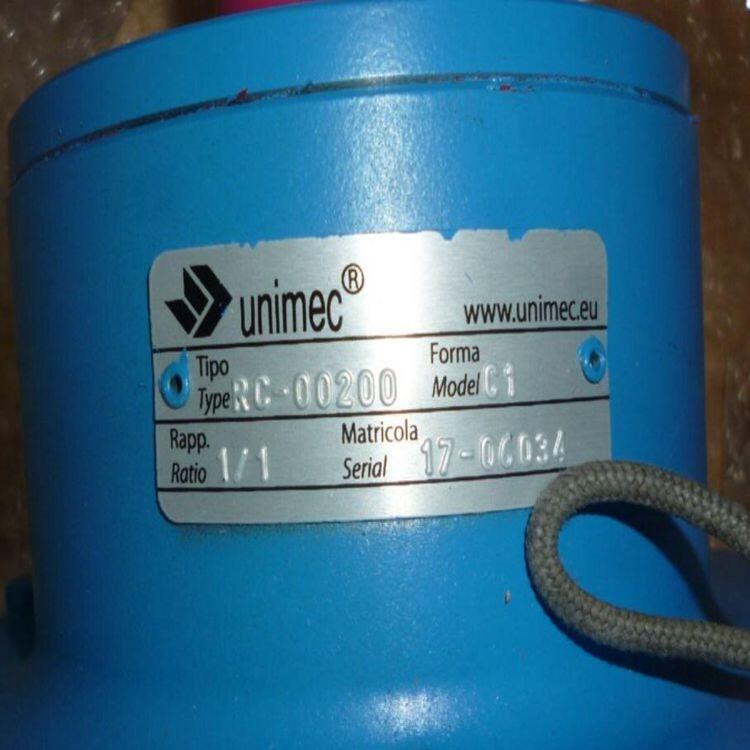 unimec®
www.unimec.eu
Tipo
Type RC-00200
Forma
Model C1
Rapp.
Ratio 1/1
Matricola
Serial 17-06034